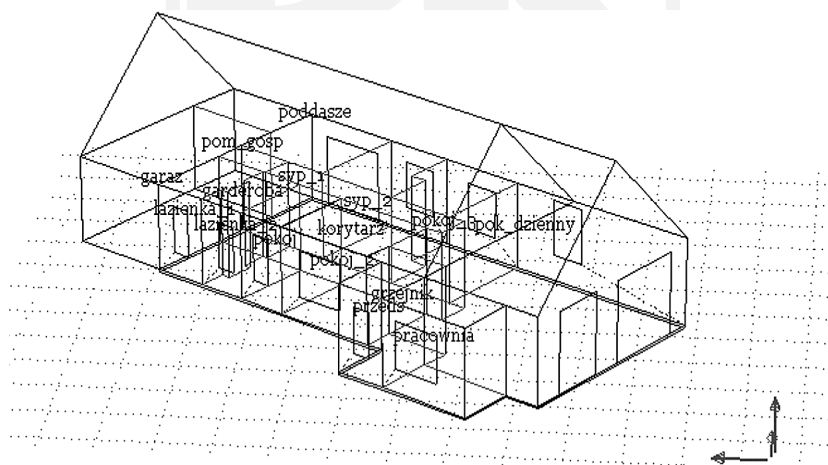 poddasze
pom_gosp
garaz
syp_1
garderoba
syp_2
lazienka_1
lazienka_2
pokoj_3
pok_dzienny
korytarz
pokoj
pokoj_2
grzejnik
przeds
pracownia